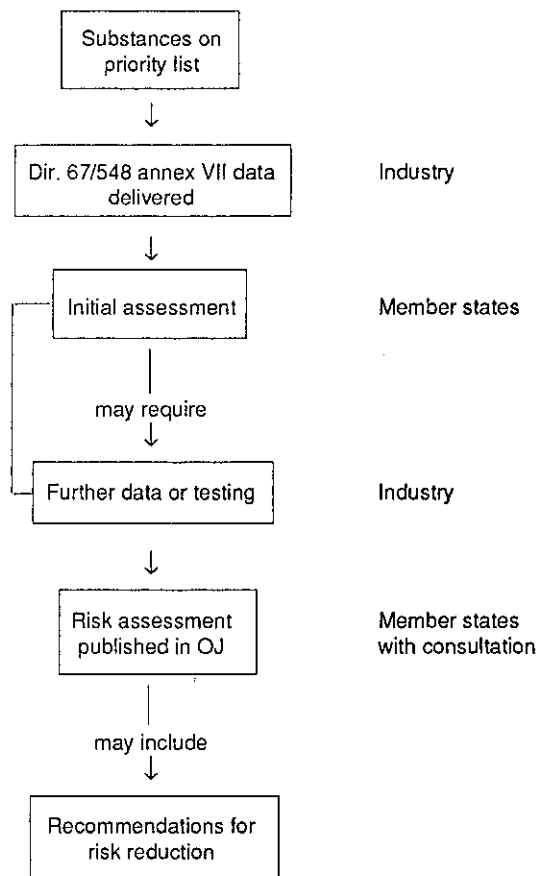 Substances on
priority list
Dir. 67/548 annex VII data
delivered
Industry
Initial assessment
Member states
may require
Further data or testing
Industry
Risk assessment
published in OJ
Member states
with consultation
may include
Recommendations for
risk reduction